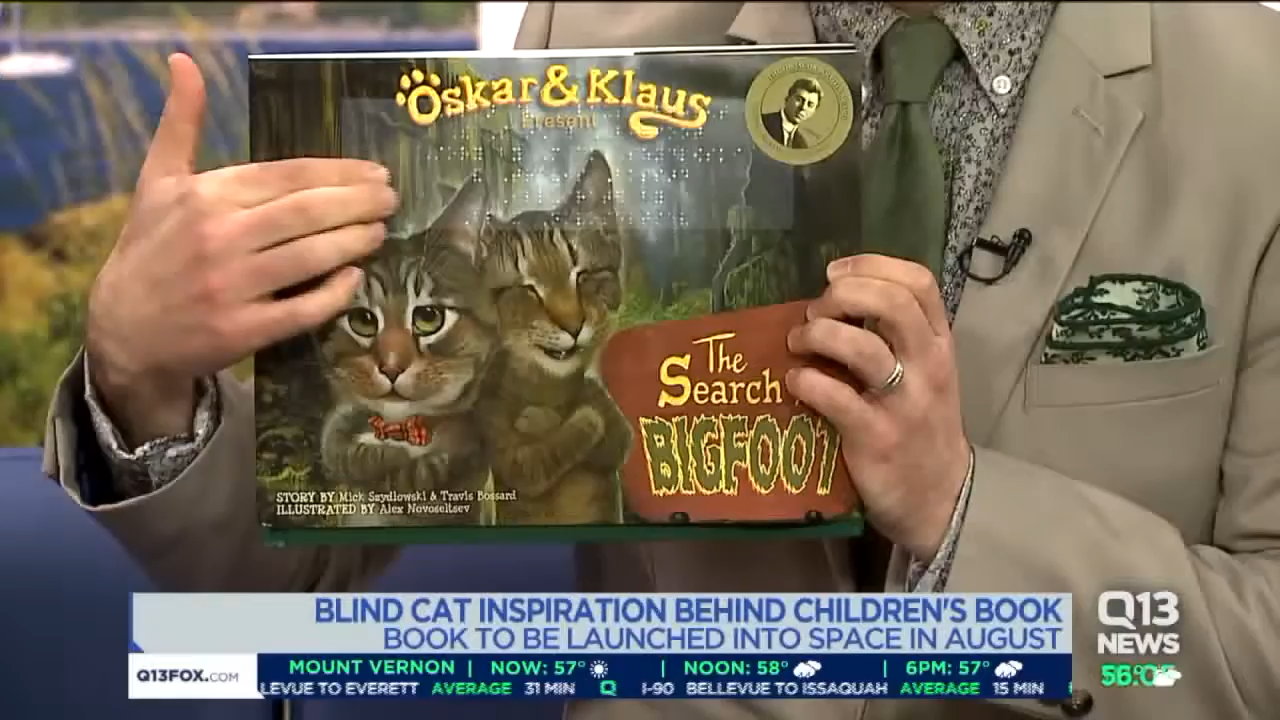 Oskar & Klaus
Present
The
Search
BIGFOOT
STORY BY Mick Szydlowski & Travis Bossard
ILLUSTRATED BY Alex Novoseltsev
BLIND CAT INSPIRATION BEHIND CHILDREN'S BOOK
BOOK TO BE LAUNCHED INTO SPACE IN AUGUST
Q13
NEWS
Q13FOX.COM
MOUNT VERNON | NOW: 57° | NOON: 58° | 6PM: 57°
LEVUE TO EVERETT AVERAGE 31 MIN Q I-90 BELLEVUE TO ISSAQUAH AVERAGE 15 MIN